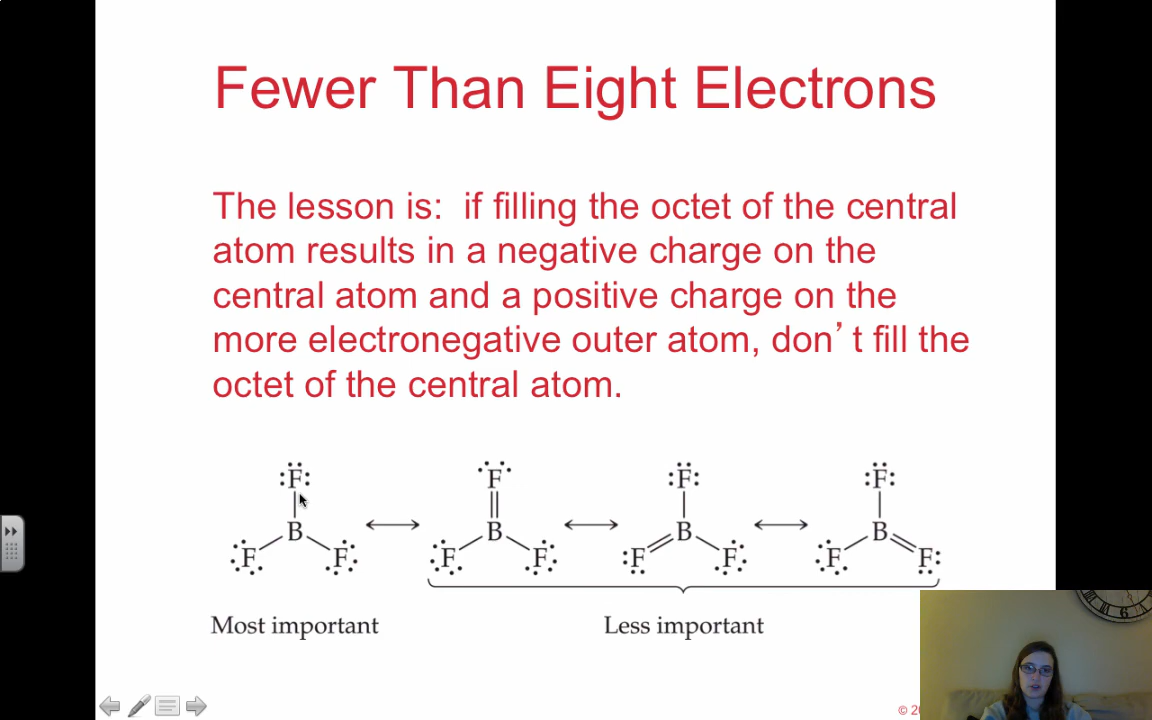 Fewer Than Eight Electrons
The lesson is: if filling the octet of the central
atom results in a negative charge on the
central atom and a positive charge on the
more electronegative outer atom, don’t fill the
octet of the central atom.
F F F F
B B B B
F F F F F F F F
Most important Less important
©
6